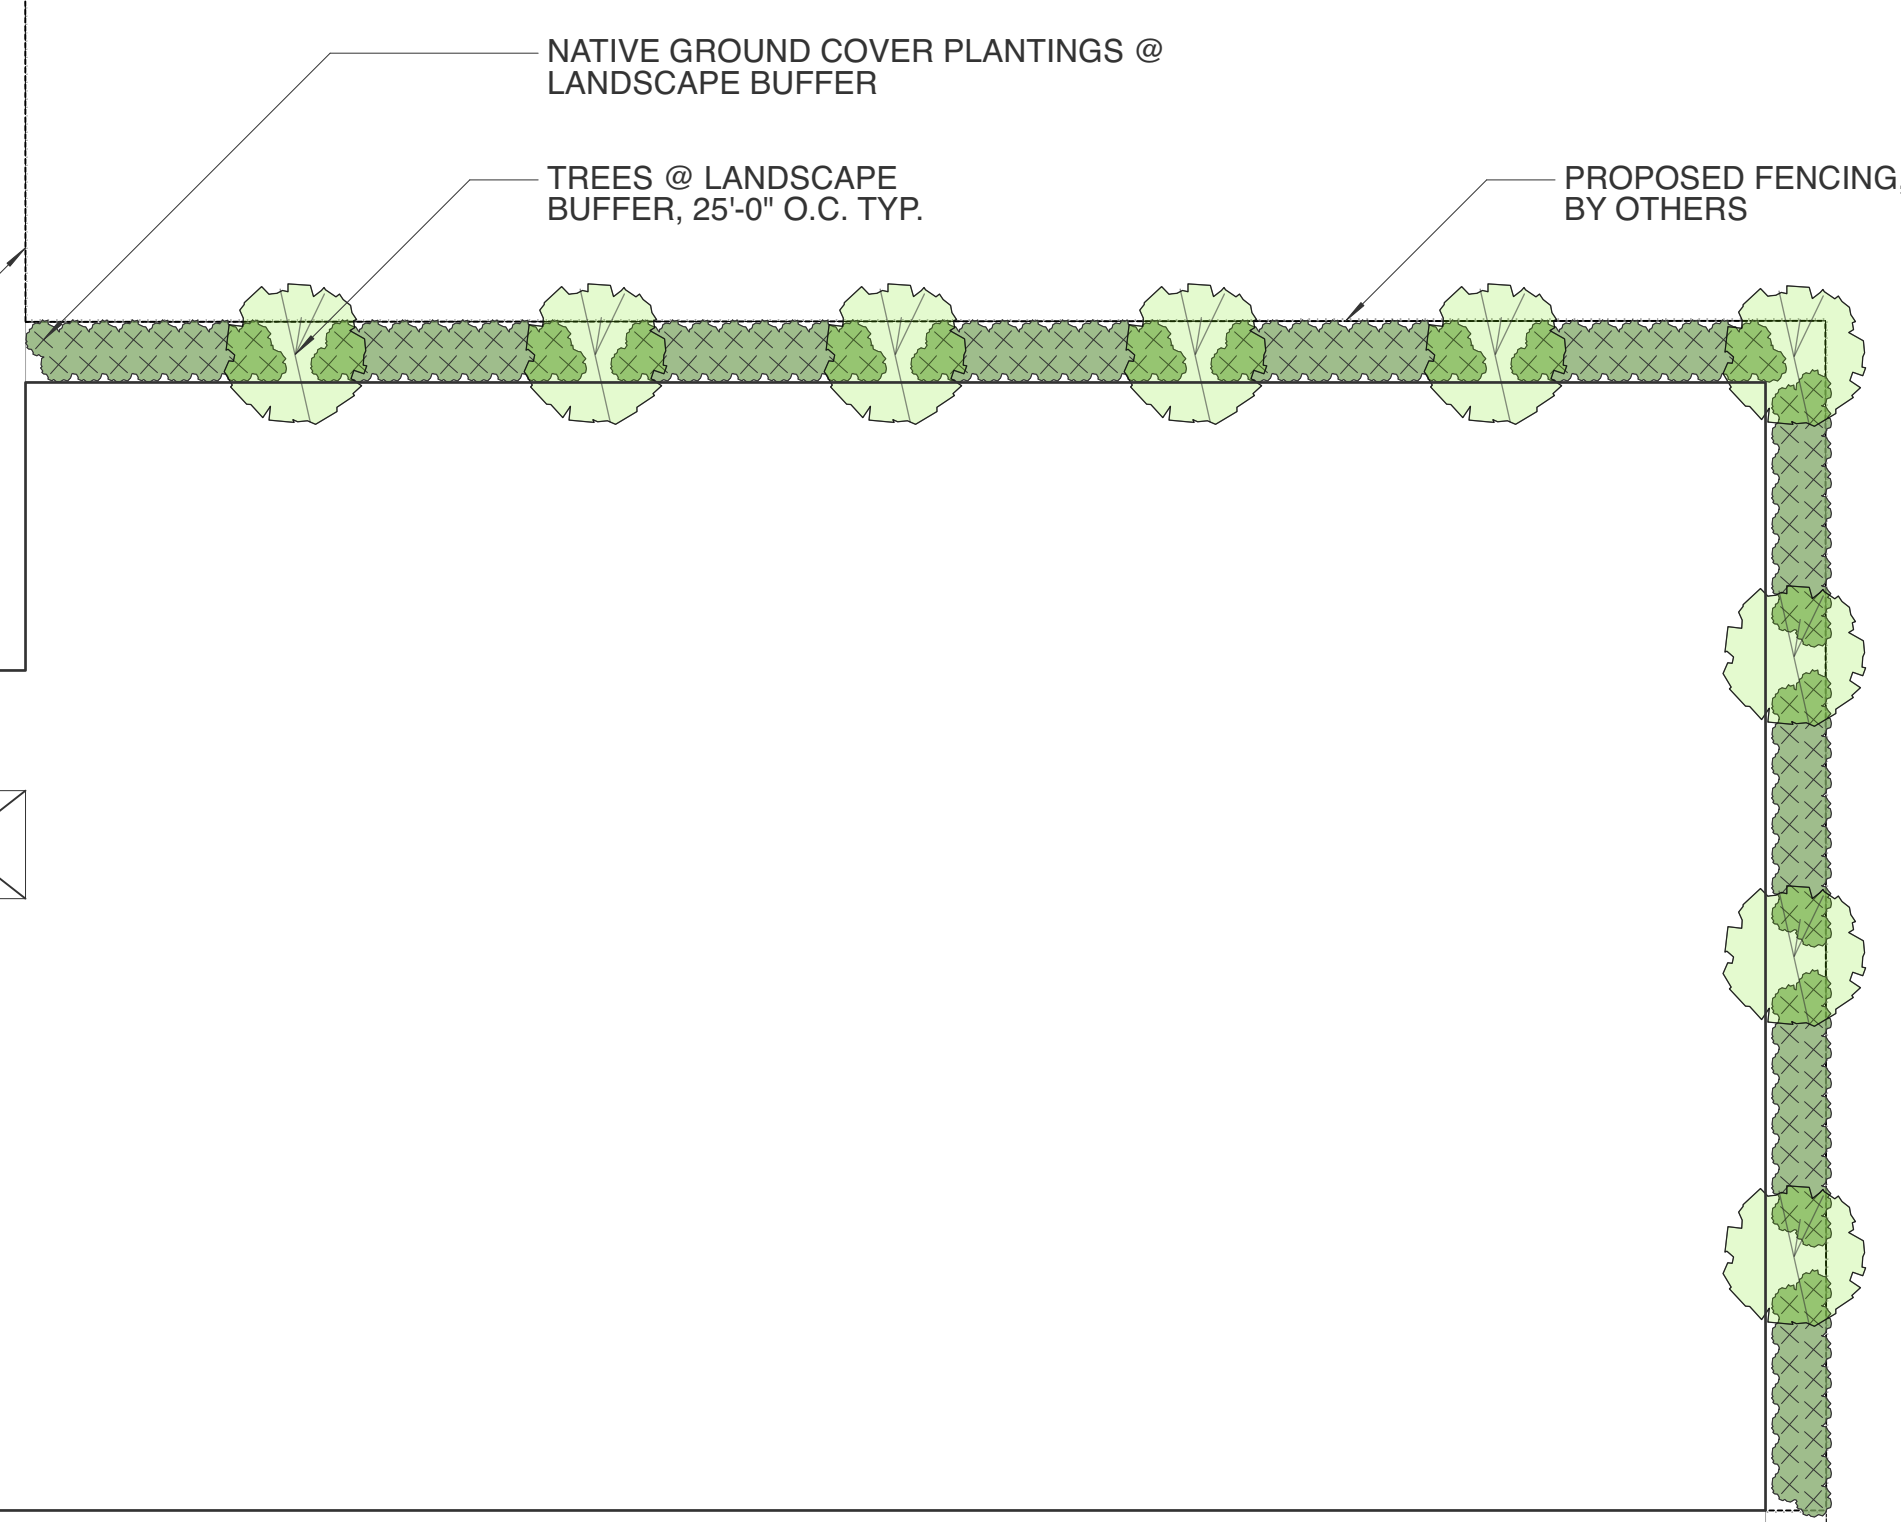 NATIVE GROUND COVER PLANTINGS @
LANDSCAPE BUFFER
TREES @ LANDSCAPE
BUFFER, 25'-0" O.C. TYP.
PROPOSED FENCING,
BY OTHERS